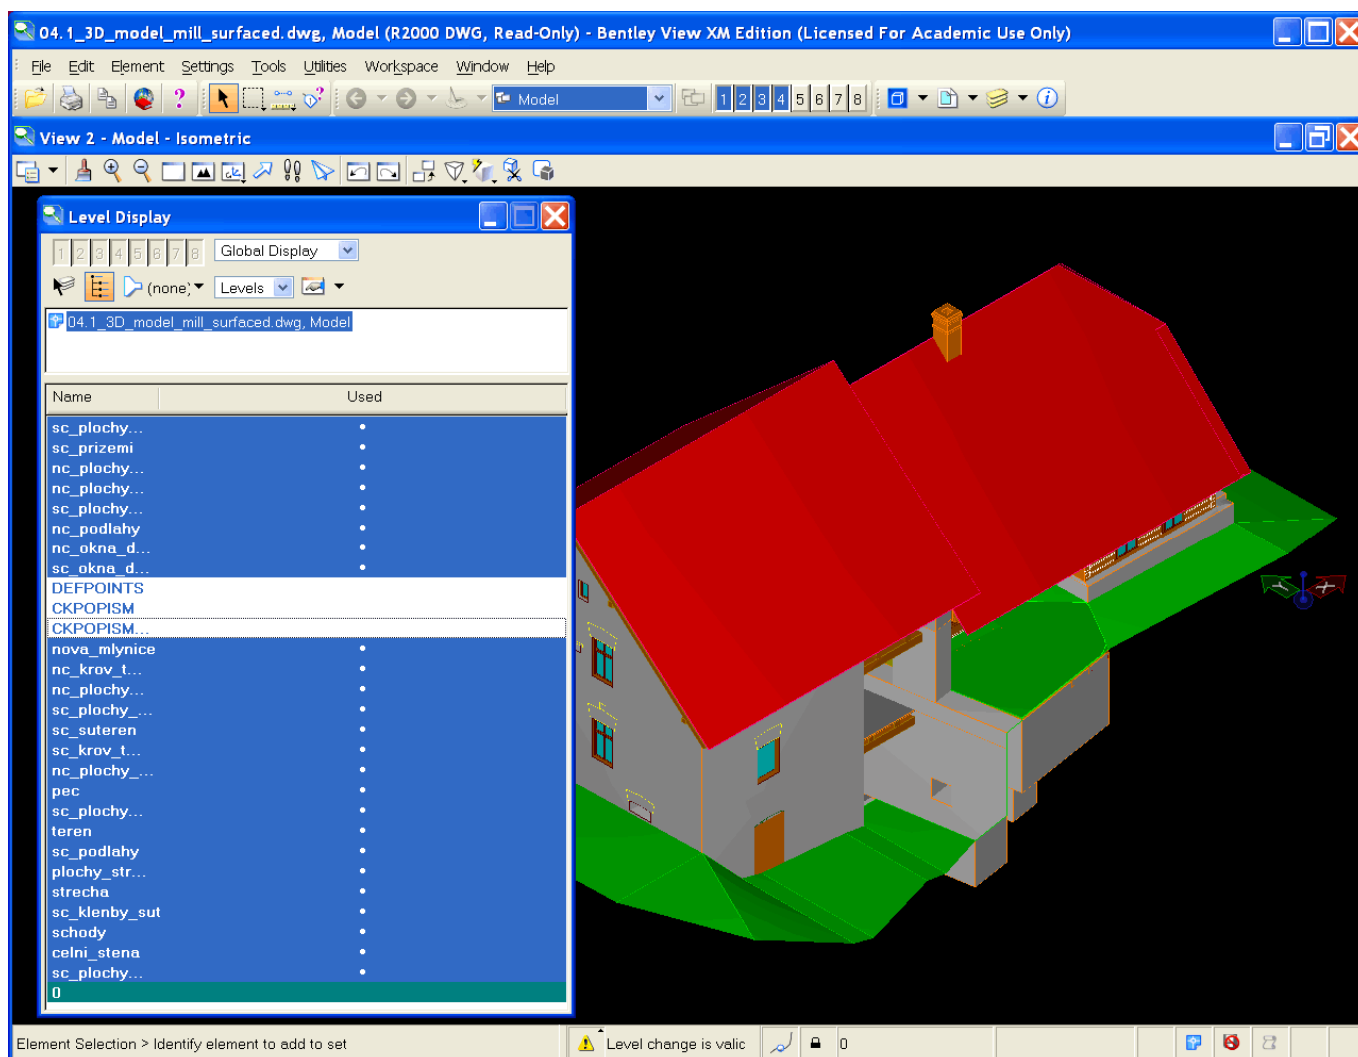 04.1_3D_model_mill_surfaced.dwg, Model (R2000 DWG, Read-Only) - Bentley View XM Edition (Licensed For Academic Use Only)
File Edit Element Settings Tools Utilities Workspace Window Help
Model 1 2 3 4 5 6 7 8
View 2 - Model - Isometric
Level Display
1 2 3 4 5 6 7 8 Global Display
(none) Levels
04.1_3D_model_mill_surfaced.dwg, Model
Name Used
sc_plochy...
sc_prizemi
nc_plochy...
nc_plochy...
sc_plochy...
nc_podlahy
nc_okna_d...
sc_okna_d...
DEFPOINTS
CKPOPISM
CKPOPISM...
nova_mlynice
nc_krov_t...
nc_plochy...
sc_plochy_...
sc_suteren
sc_krov_t...
nc_plochy_...
pec
sc_plochy...
teren
sc_podlahy
plochy_str...
strecha
sc_klenby_sut
schody
celni_stena
sc_plochy...
0
Element Selection > Identify element to add to set
Level change is valid
0